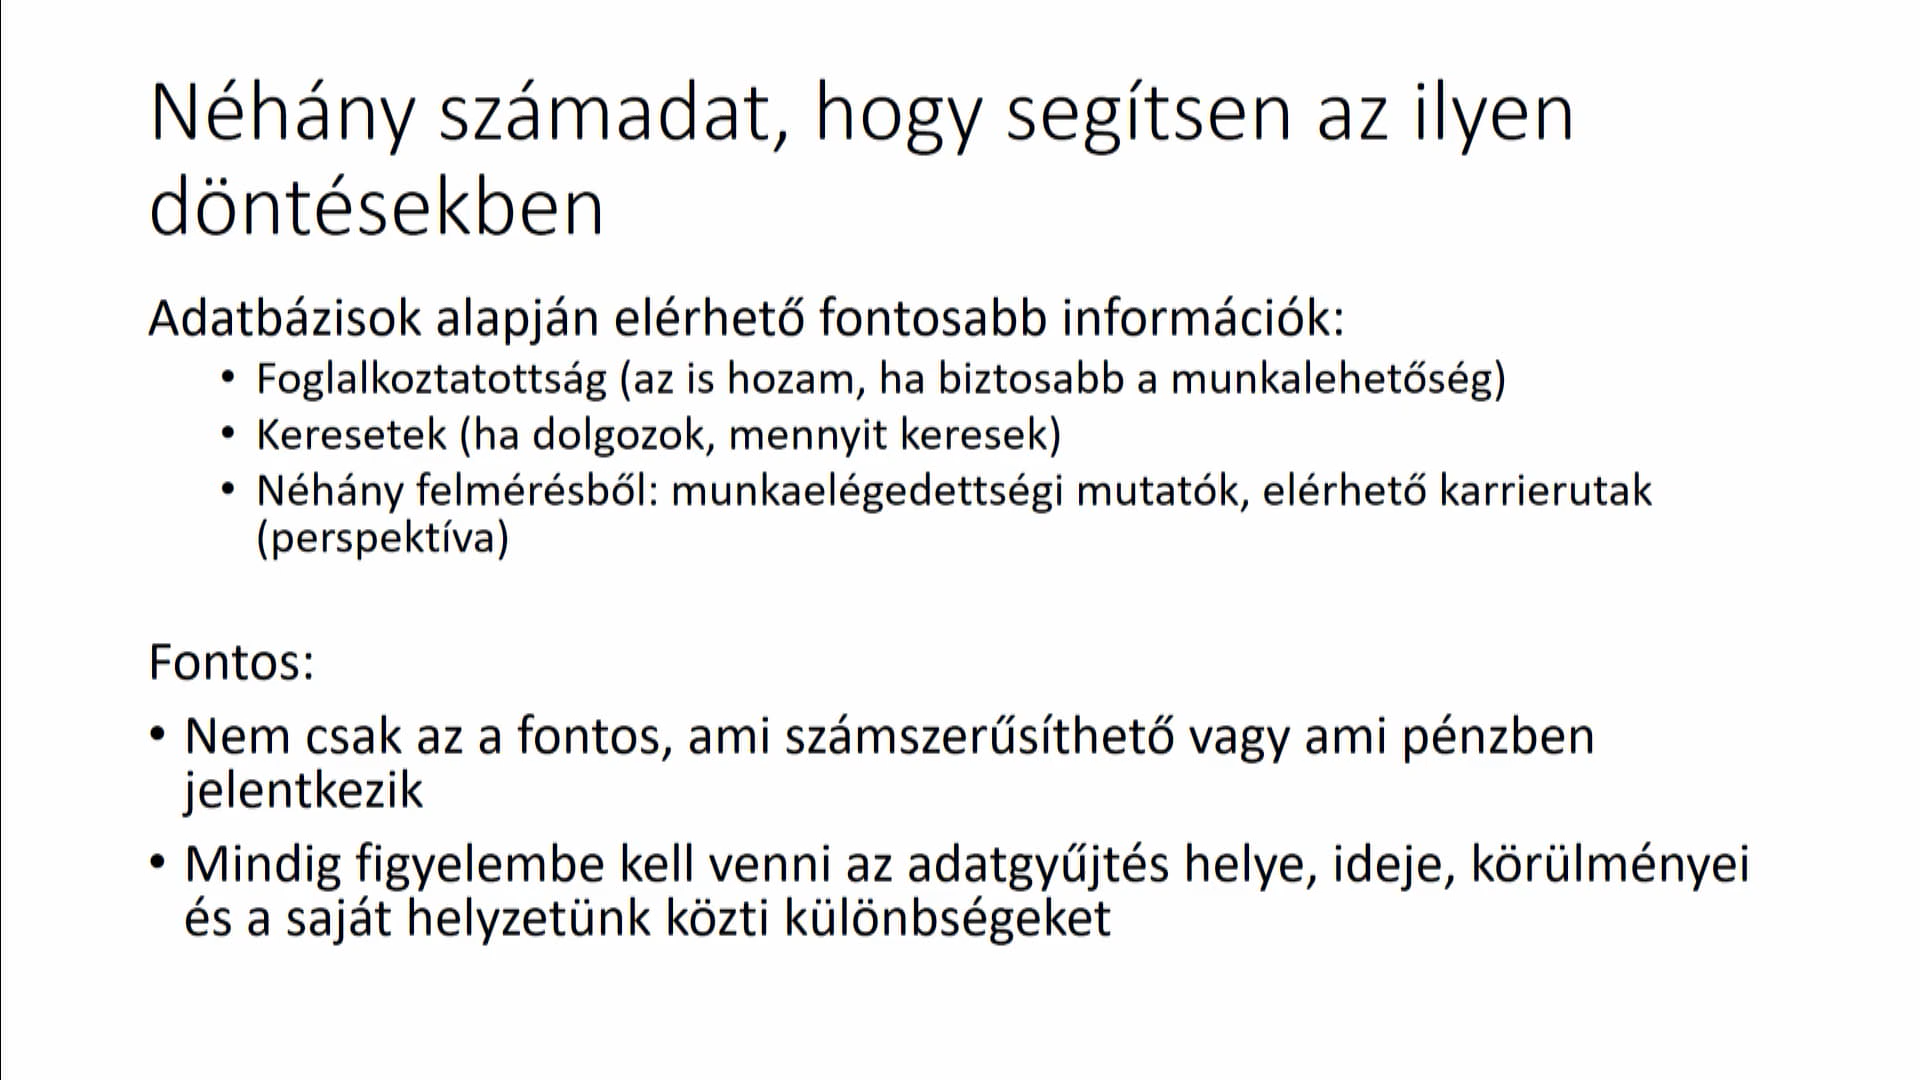 Néhány számadat, hogy segítsen az ilyen
döntésekben
Adatbázisok alapján elérhető fontosabb információk:
• Foglalkoztatottság (az is hozam, ha biztosabb a munkalehetőség)
• Keresetek (ha dolgozok, mennyit keresek)
• Néhány felmérésből: munkaelégedettségi mutatók, elérhető karrierutak
(perspektíva)
Fontos:
• Nem csak az a fontos, ami számszerűsíthető vagy ami pénzben
jelentkezik
• Mindig figyelembe kell venni az adatgyűjtés helye, ideje, körülményei
és a saját helyzetünk közti különbségeket